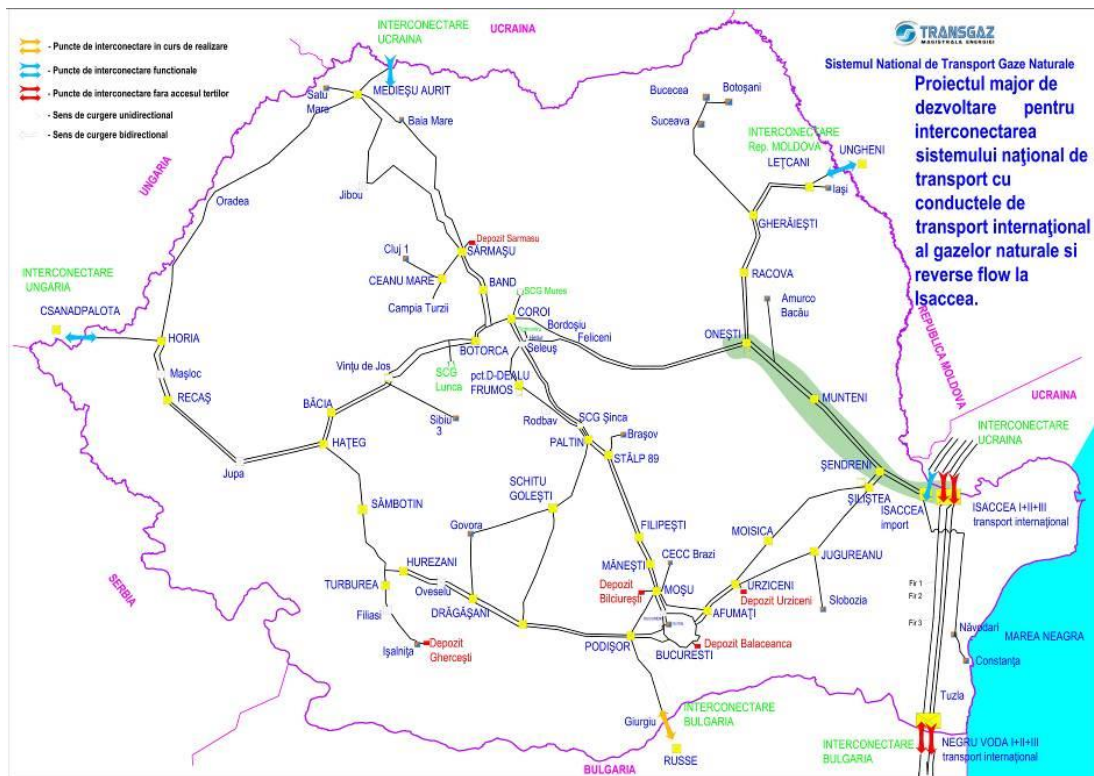 INTERCONECTARE
UCRAINA
UCRAINA
TRANSGAZ
MAGISTRALA ENERGIEI
- Puncte de interconectare in curs de realizare
- Puncte de interconectare functionale
- Puncte de interconectare fara accesul tertilor
- Sens de curgere unidirectional
- Sens de curgere bidirectional
Sistemul National de Transport Gaze Naturale
Proiectul major de
dezvoltare pentru
interconectarea
sistemului naţional de
transport cu
conductele de
transport internaţional
al gazelor naturale si
reverse flow la
Isaccea.
MEDIEŞU AURIT
Satu
Mare
Baia Mare
Bucecea
Botoşani
Suceava
INTERCONECTARE
Rep. MOLDOVA
UNGHENI
LEŢCANI
Iaşi
UNGARIA
Oradea
Jibou
GHERĂIEŞTI
Depozit Sarmasu
SĂRMAŞU
Cluj 1
CEANU MARE
Campia Turzii
BAND
RACOVA
INTERCONECTARE
UNGARIA
CSANADPALOTA
HORIA
Maşloc
RECAŞ
SCG Mures
COROI
Bordoşiu
Feliceni
Seleuş
BOTORCA
Amurco
Bacău
ONEŞTI
REPUBLICA MOLDOVA
Vinţu de Jos
SCG
Lunca
pct.D-DEALU
FRUMOS
BĂCIA
Sibiu
3
Rodbav
SCG Şinca
MUNTENI
UCRAINA
HAŢEG
PALTIN
Braşov
STÂLP 89
INTERCONECTARE
UCRAINA
Jupa
ŞENDRENI
ŞILIŞTEA
SCHITU
GOLEŞTI
SÂMBOTIN
ISACCEA
import
ISACCEA I+II+III
transport internaţional
Govora
FILIPEŞTI
MOISICA
HUREZANI
MĂNEŞTI
CECC Brazi
JUGUREANU
TURBUREA
Oveselu
Depozit
Bilciureşti
MOŞU
URZICENI
Depozit Urziceni
Fir 1
Fir 2
SERBIA
Filiasi
DRĂGĂŞANI
AFUMAŢI
Slobozia
Fir 3
Işalniţa
Depozit
Gherceşti
PODIŞOR
BUCURESTI
Depozit Balaceanca
Năvodari
MAREA NEAGRA
Constanţa
Tuzla
Giurgiu
INTERCONECTARE
BULGARIA
RUSSE
BULGARIA
INTERCONECTARE
BULGARIA
NEGRU VODA I+II+III
transport internaţional